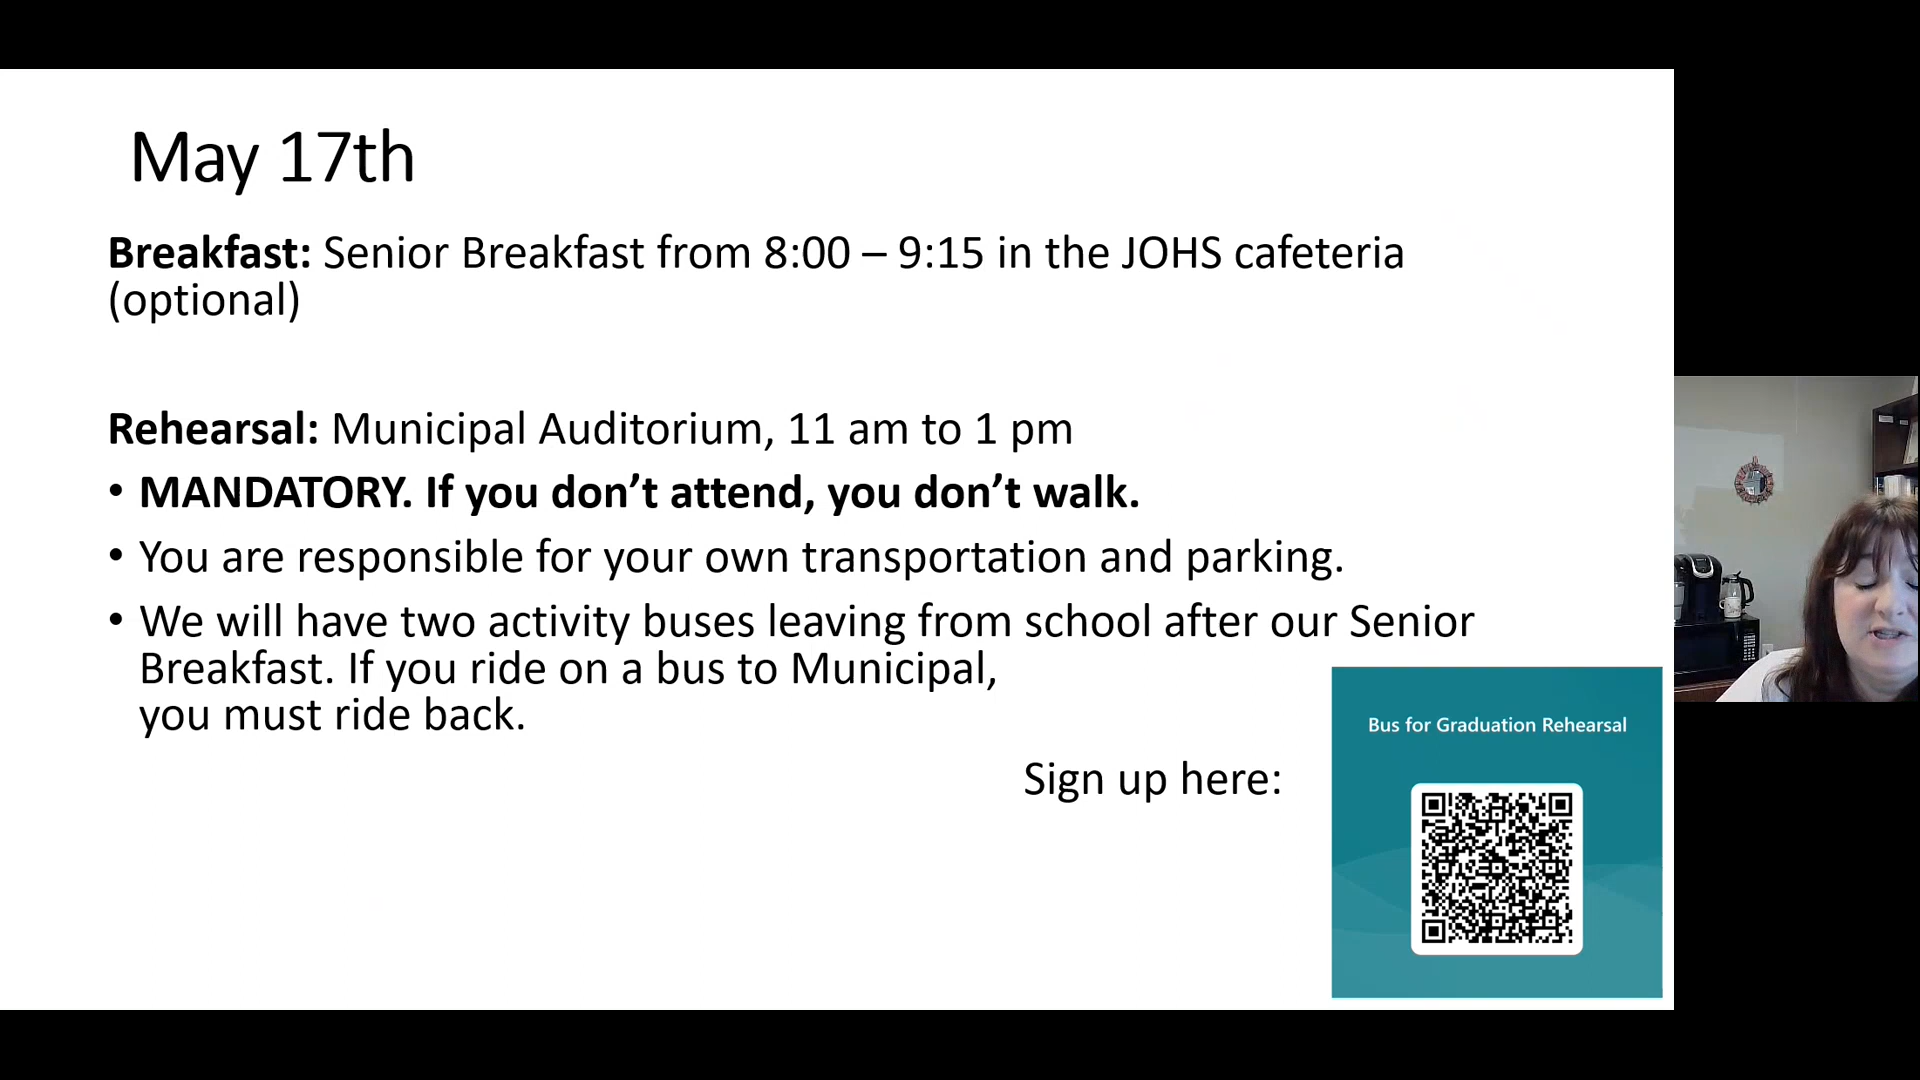 May 17th
Breakfast: Senior Breakfast from 8:00 – 9:15 in the JOHS cafeteria
(optional)
Rehearsal: Municipal Auditorium, 11 am to 1 pm
• MANDATORY. If you don’t attend, you don’t walk.
• You are responsible for your own transportation and parking.
• We will have two activity buses leaving from school after our Senior
Breakfast. If you ride on a bus to Municipal,
you must ride back.
Sign up here:
Bus for Graduation Rehearsal